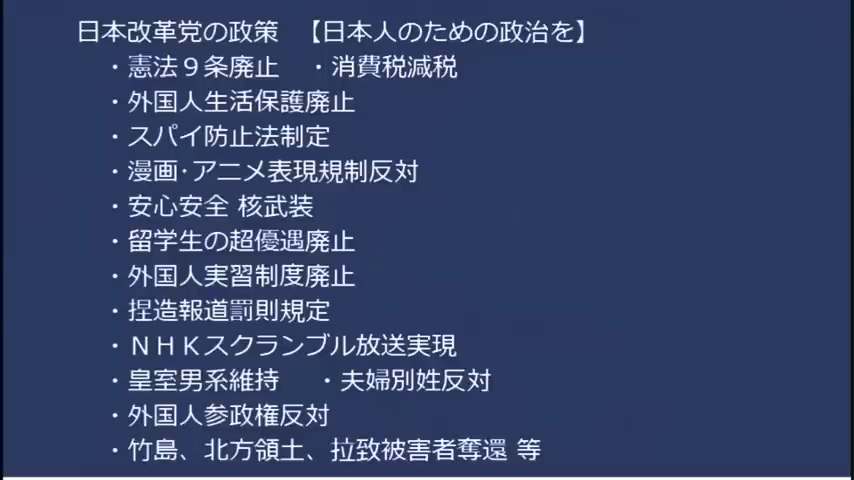 日本改革党の政策 【日本人のための政治を】
・憲法９条廃止 ・消費税減税
・外国人生活保護廃止
・スパイ防止法制定
・漫画･アニメ表現規制反対
・安心安全 核武装
・留学生の超優遇廃止
・外国人実習制度廃止
・捏造報道罰則規定
・ＮＨＫスクランブル放送実現
・皇室男系維持 ・夫婦別姓反対
・外国人参政権反対
・竹島、北方領土、拉致被害者奪還 等